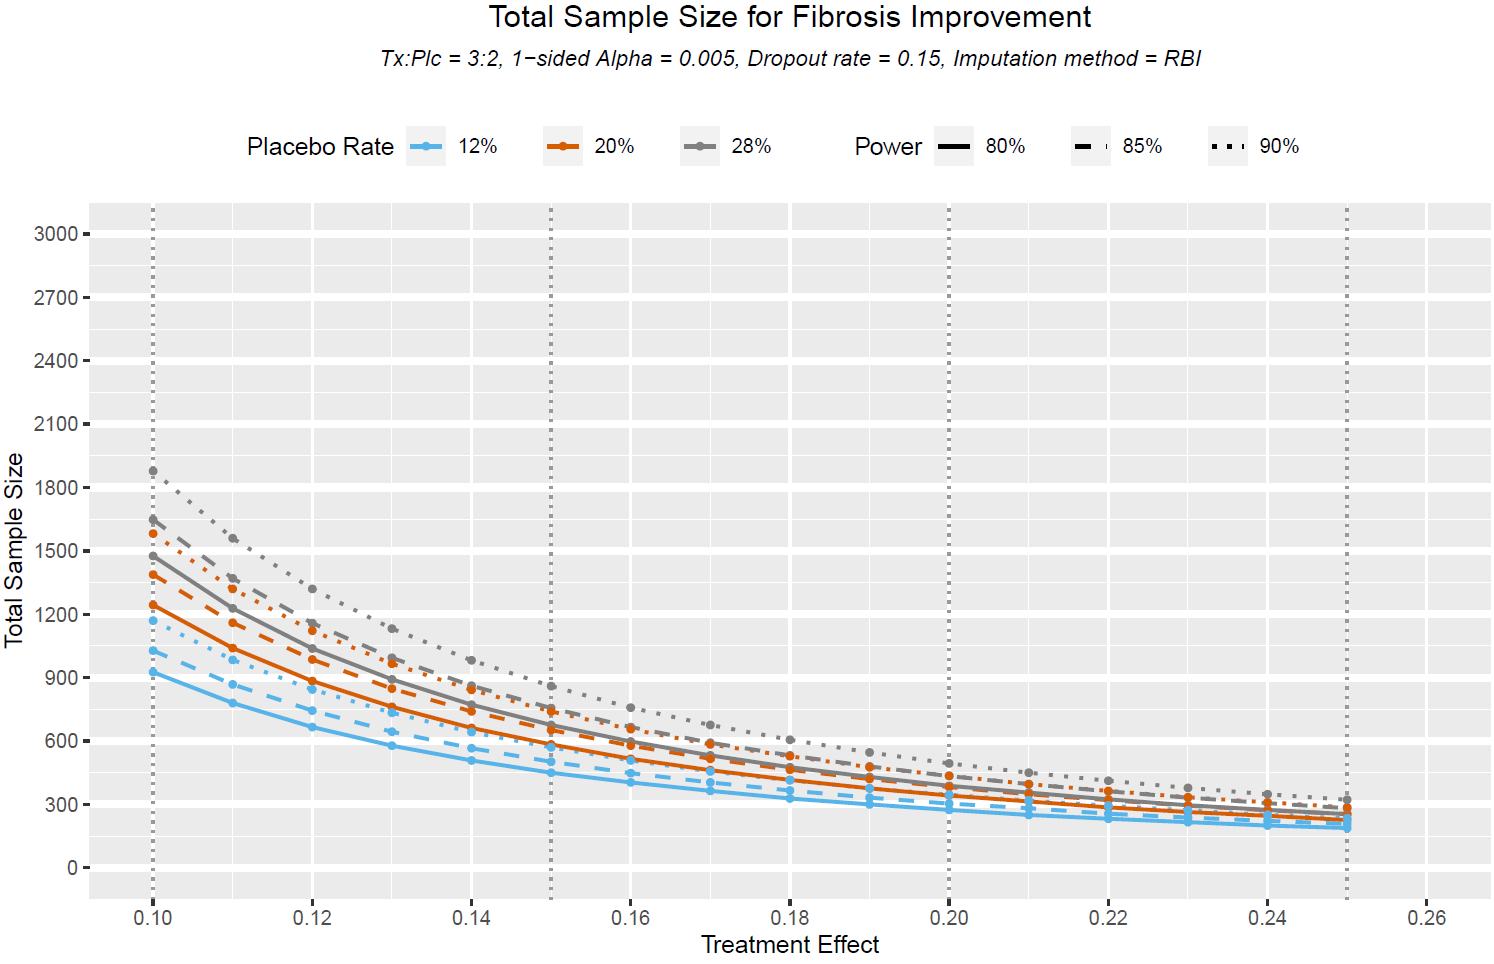 Total Sample Size for Fibrosis Improvement
Tx:Plc = 3:2, 1−sided Alpha = 0.005, Dropout rate = 0.15, Imputation method = RBI
Placebo Rate 12% 20% 28% Power 80% 85% 90%
Total Sample Size
3000
2700
2400
2100
1800
1500
1200
900
600
300
0
0.10 0.12 0.14 0.16 0.18 0.20 0.22 0.24 0.26
Treatment Effect